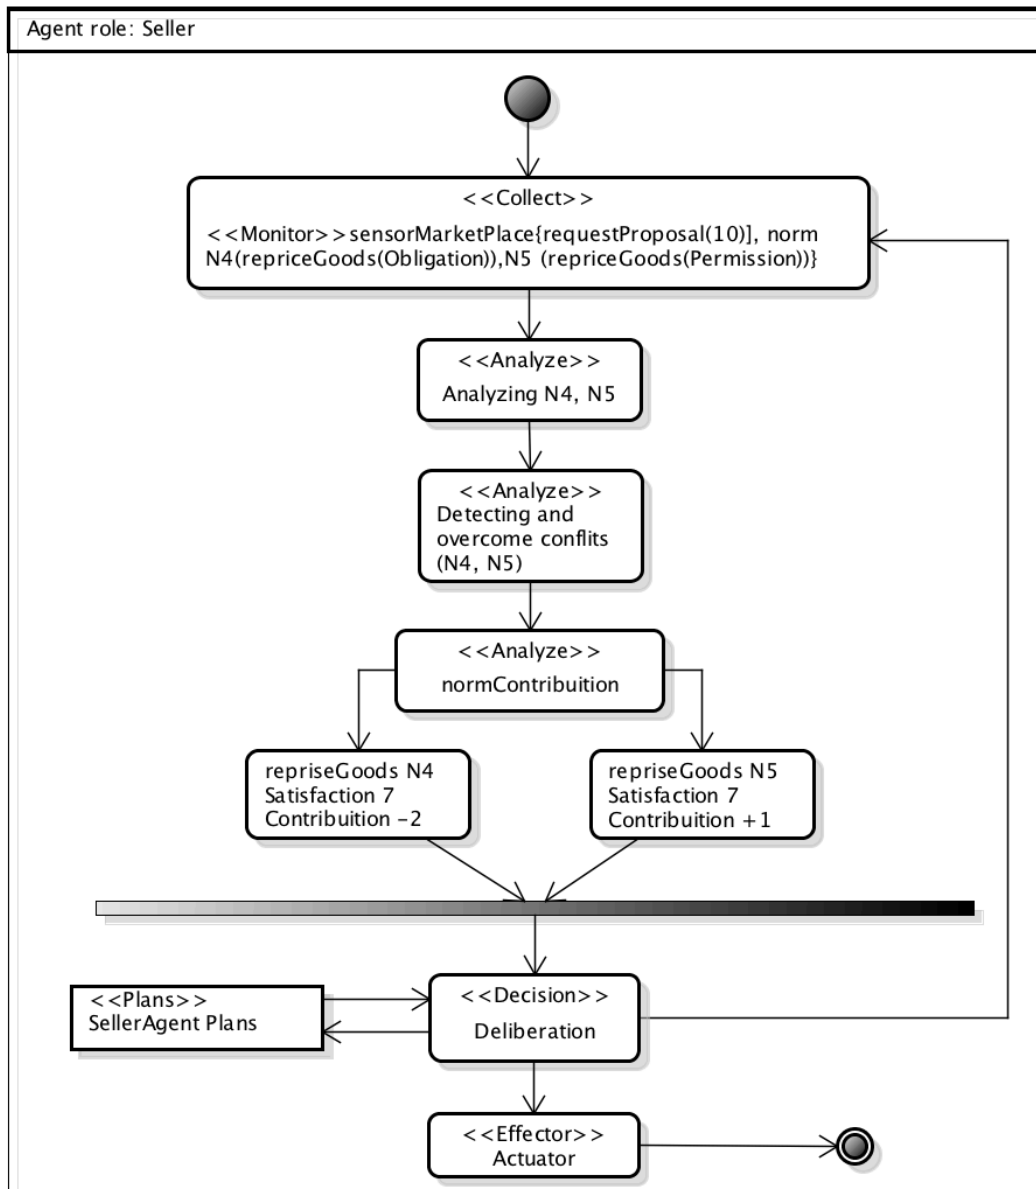 Agent role: Seller
<<Collect>>
<<Monitor>>sensorMarketPlace{requestProposal(10)], norm
N4(repriceGoods(Obligation)),N5 (repriceGoods(Permission))}
<<Analyze>>
Analyzing N4, N5
<<Analyze>>
Detecting and
overcome conflits
(N4, N5)
<<Analyze>>
normContribuition
repriseGoods N4
Satisfaction 7
Contribuition -2
repriseGoods N5
Satisfaction 7
Contribuition +1
<<Plans>>
SellerAgent Plans
<<Decision>>
Deliberation
<<Effector>>
Actuator